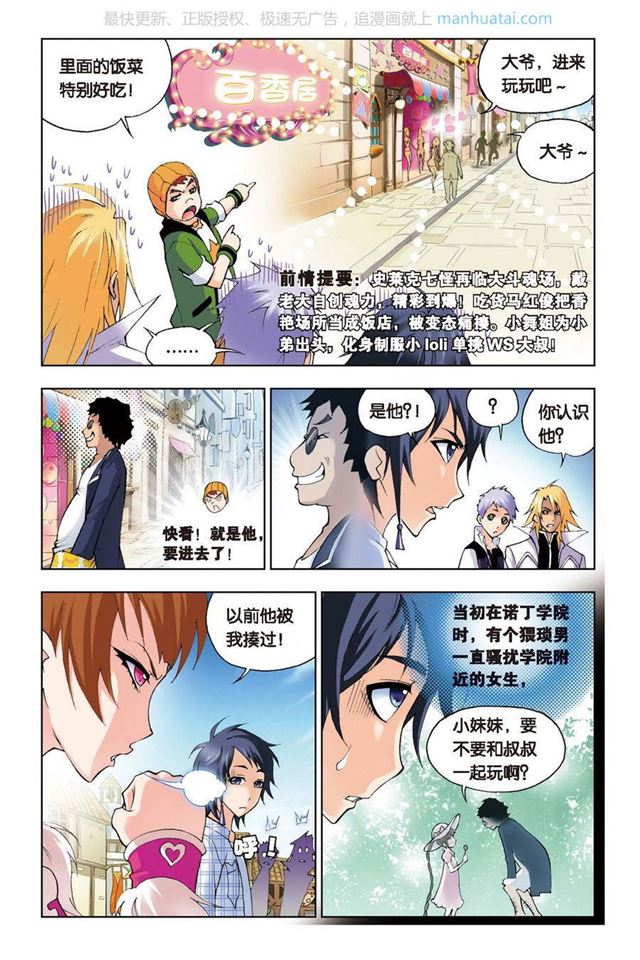 最快更新、正版授权、极速无广告，追漫画就上 manhuatai.com
里面的饭菜
特别好吃！
百香居
大爷，进来
玩玩吧～
大爷～
……
前情提要：史莱克七怪再临大斗魂场，戴
老大自创魂力，精彩到爆！吃货马红俊把香
艳场所当成饭店，被变态痛揍。小舞姐为小
弟出头，化身制服小loli单挑WS大叔！
快看！就是他，
要进去了！
是他?!
？
你认识
他?
以前他被
我揍过！
呼！
当初在诺丁学院
时，有个猥琐男
一直骚扰学院附
近的女生，
小妹妹，要
不要和叔叔
一起玩啊?